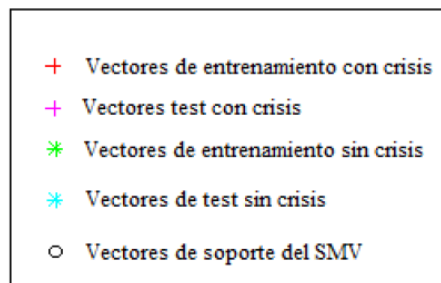 Vectores de entrenamiento con crisis
Vectores test con crisis
Vectores de entrenamiento sin crisis
Vectores de test sin crisis
Vectores de soporte del SMV